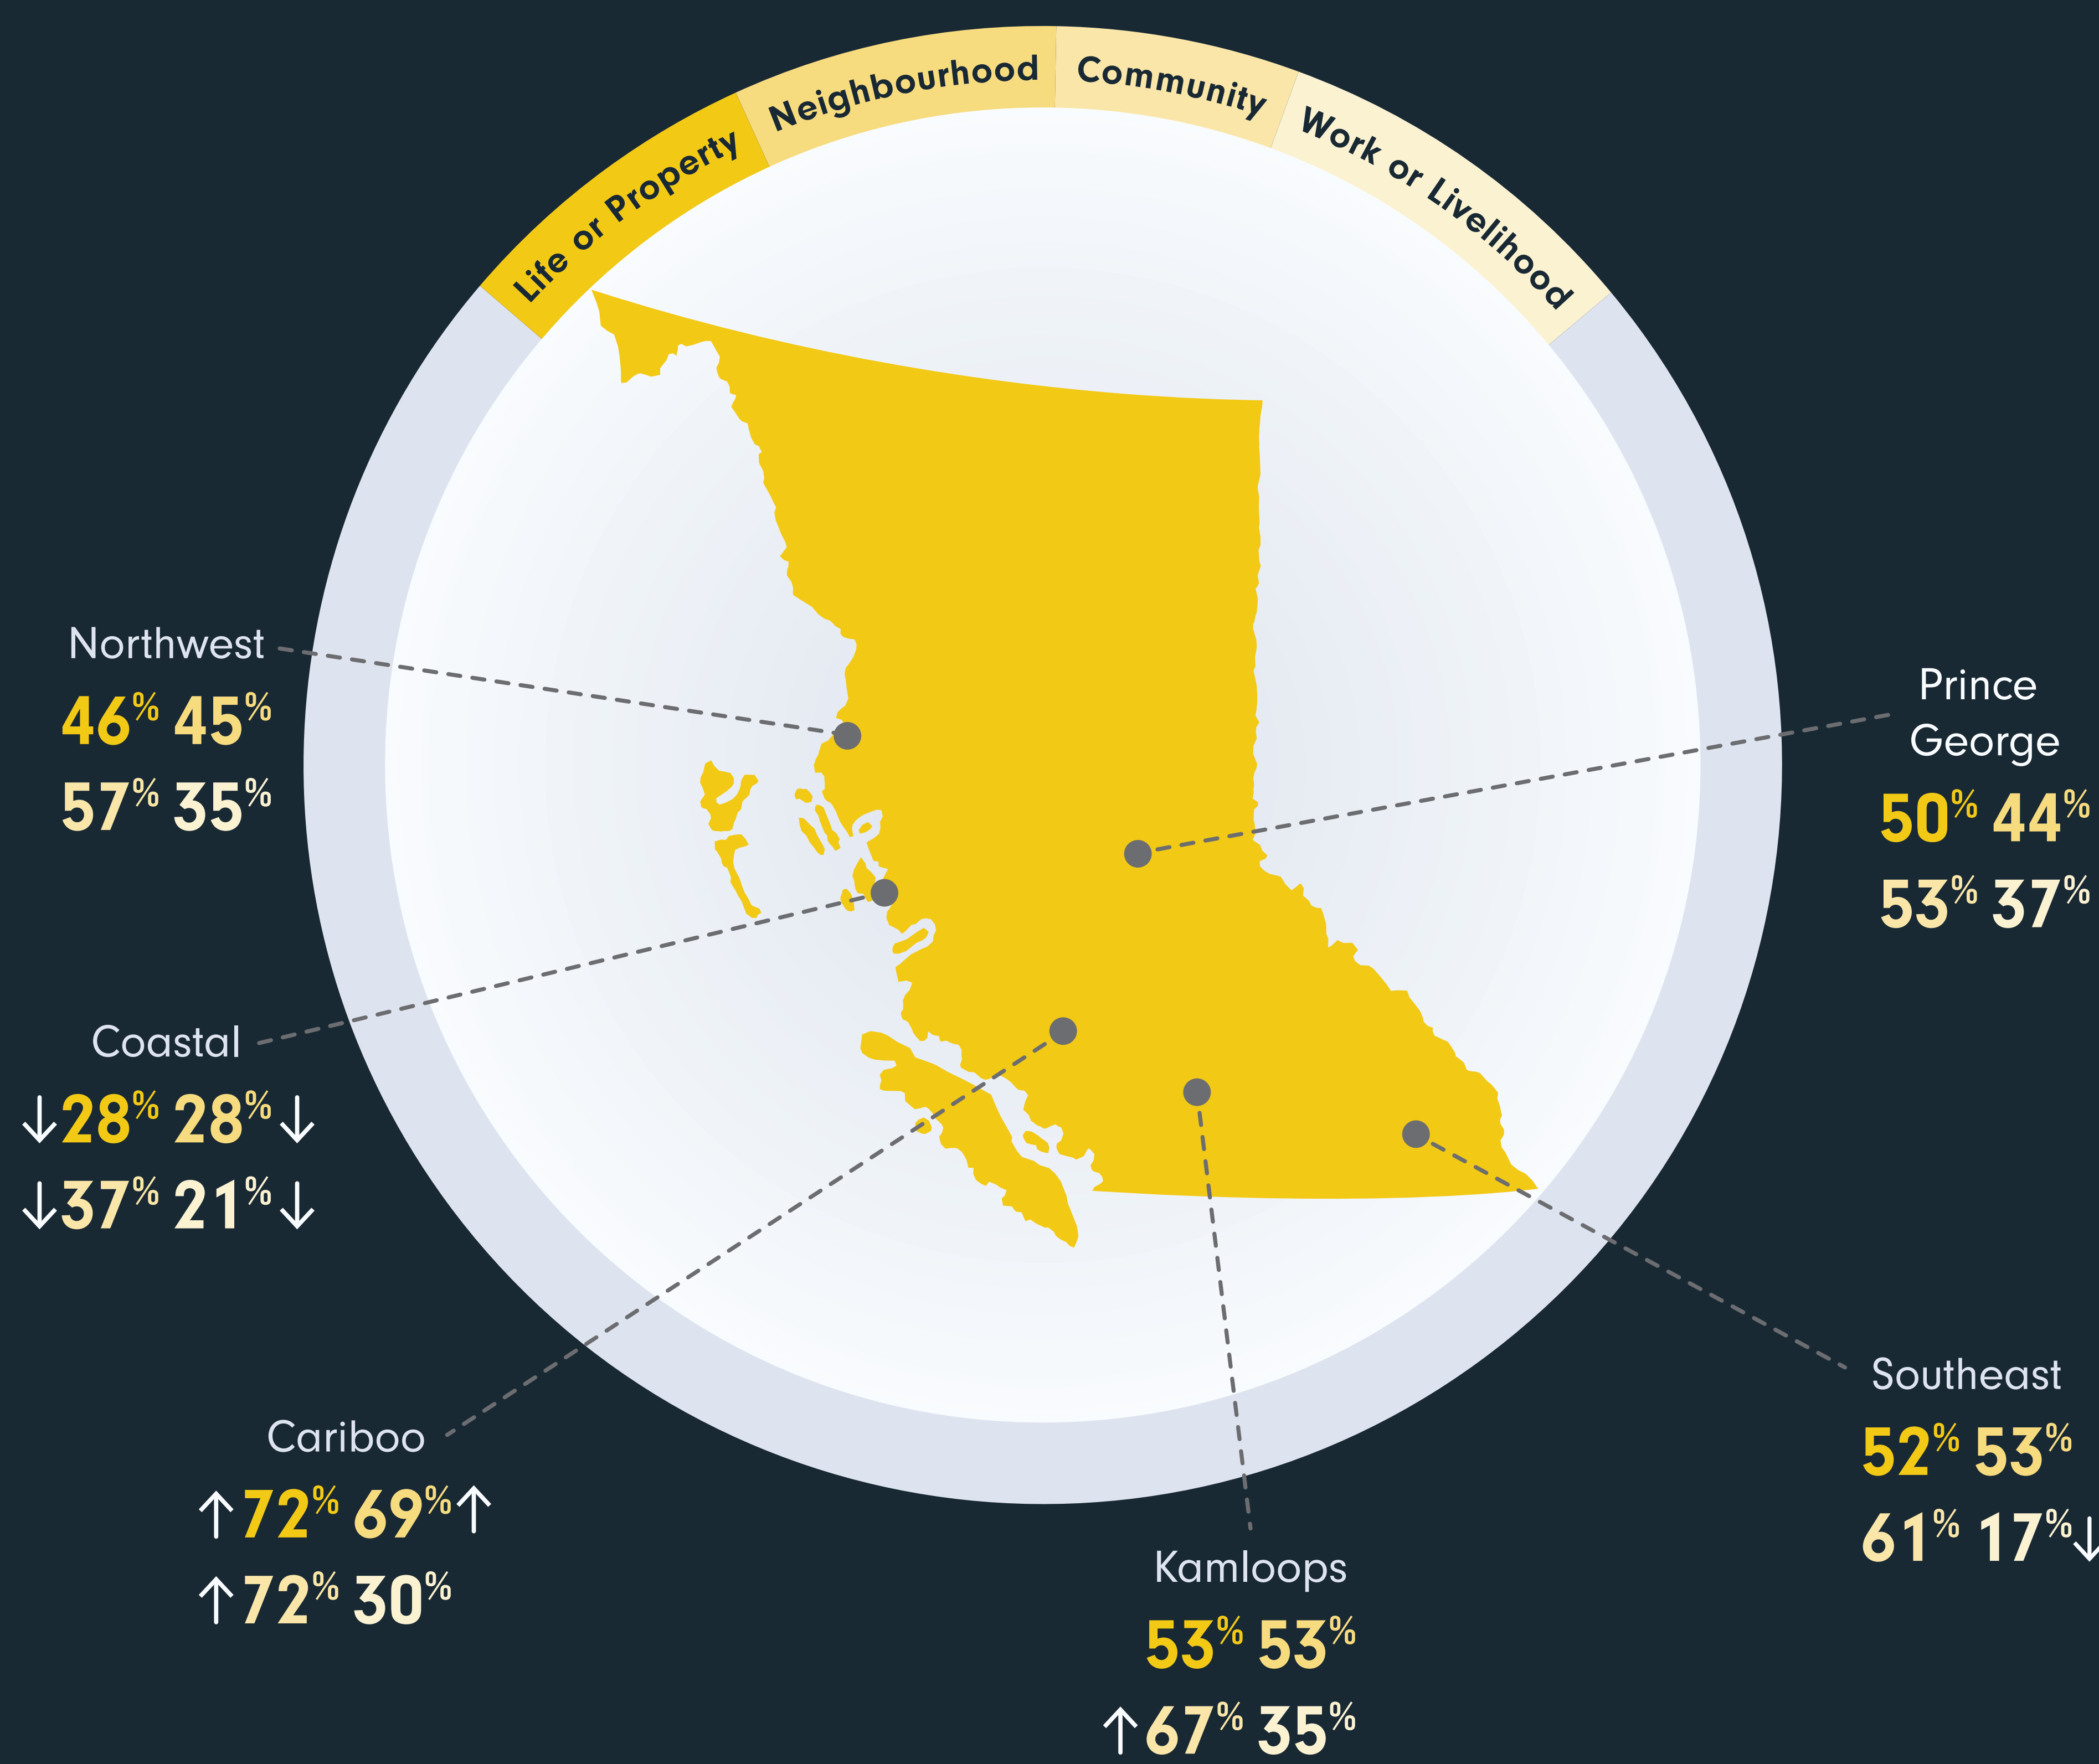 Life or Property
Neighbourhood
Community
Work or Livelihood
Northwest
46% 45%
57% 35%
Prince
George
50% 44%
53% 37%
Coastal
↓28% 28%↓
↓37% 21%↓
Cariboo
↑72% 69%↑
↑72% 30%
Southeast
52% 53%
61% 17%↓
Kamloops
53% 53%
↑67% 35%